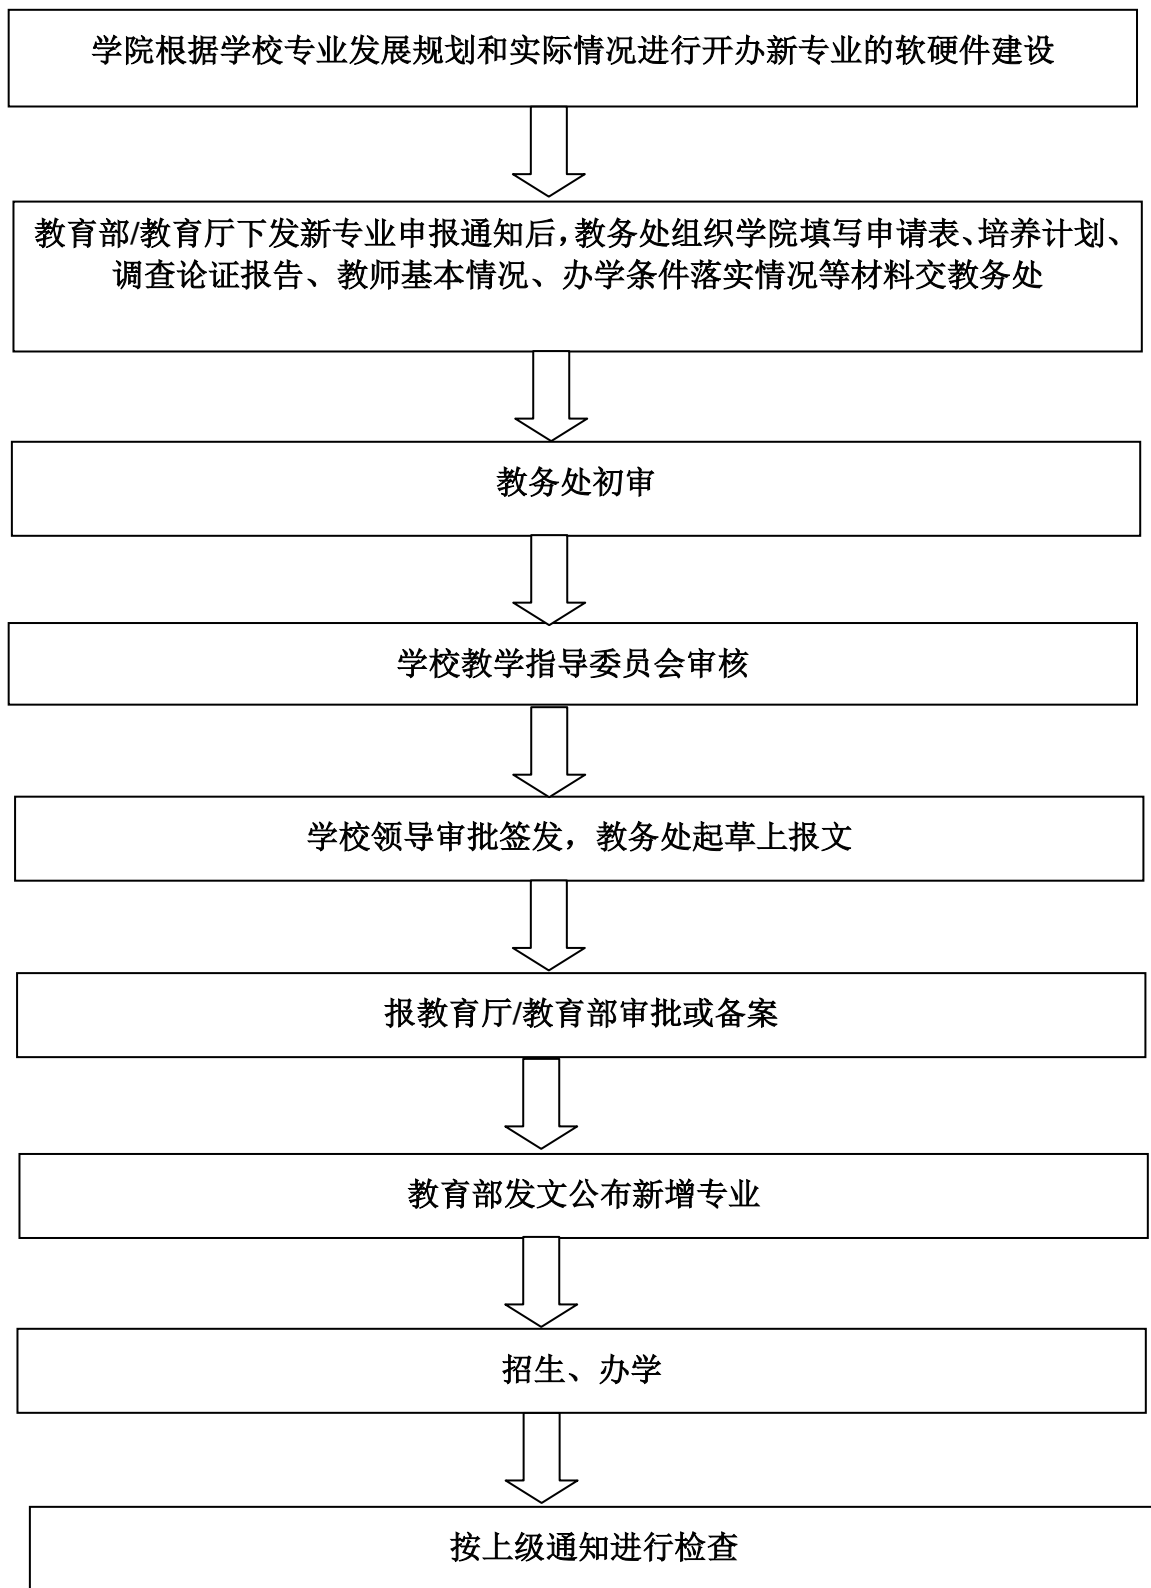 学院根据学校专业发展规划和实际情况进行开办新专业的软硬件建设
教育部/教育厅下发新专业申报通知后，教务处组织学院填写申请表、培养计划、
调查论证报告、教师基本情况、办学条件落实情况等材料交教务处
教务处初审
学校教学指导委员会审核
学校领导审批签发，教务处起草上报文
报教育厅/教育部审批或备案
教育部发文公布新增专业
招生、办学
按上级通知进行检查